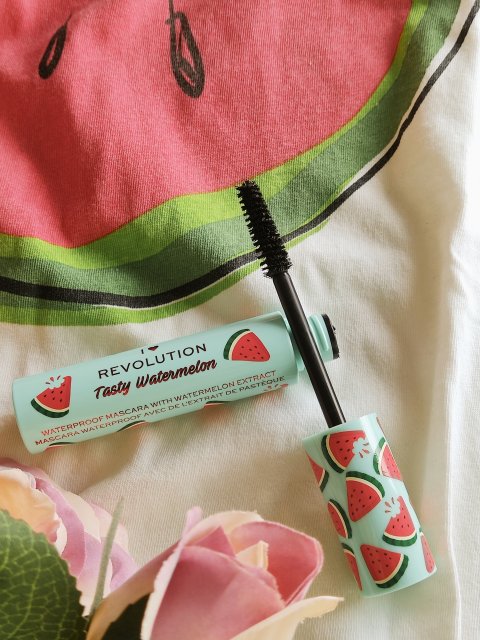 I ❤ REVOLUTION
Tasty Watermelon
WATERPROOF MASCARA WITH WATERMELON EXTRACT
MASCARA WATERPROOF AVEC DE L'EXTRAIT DE PASTÈQUE